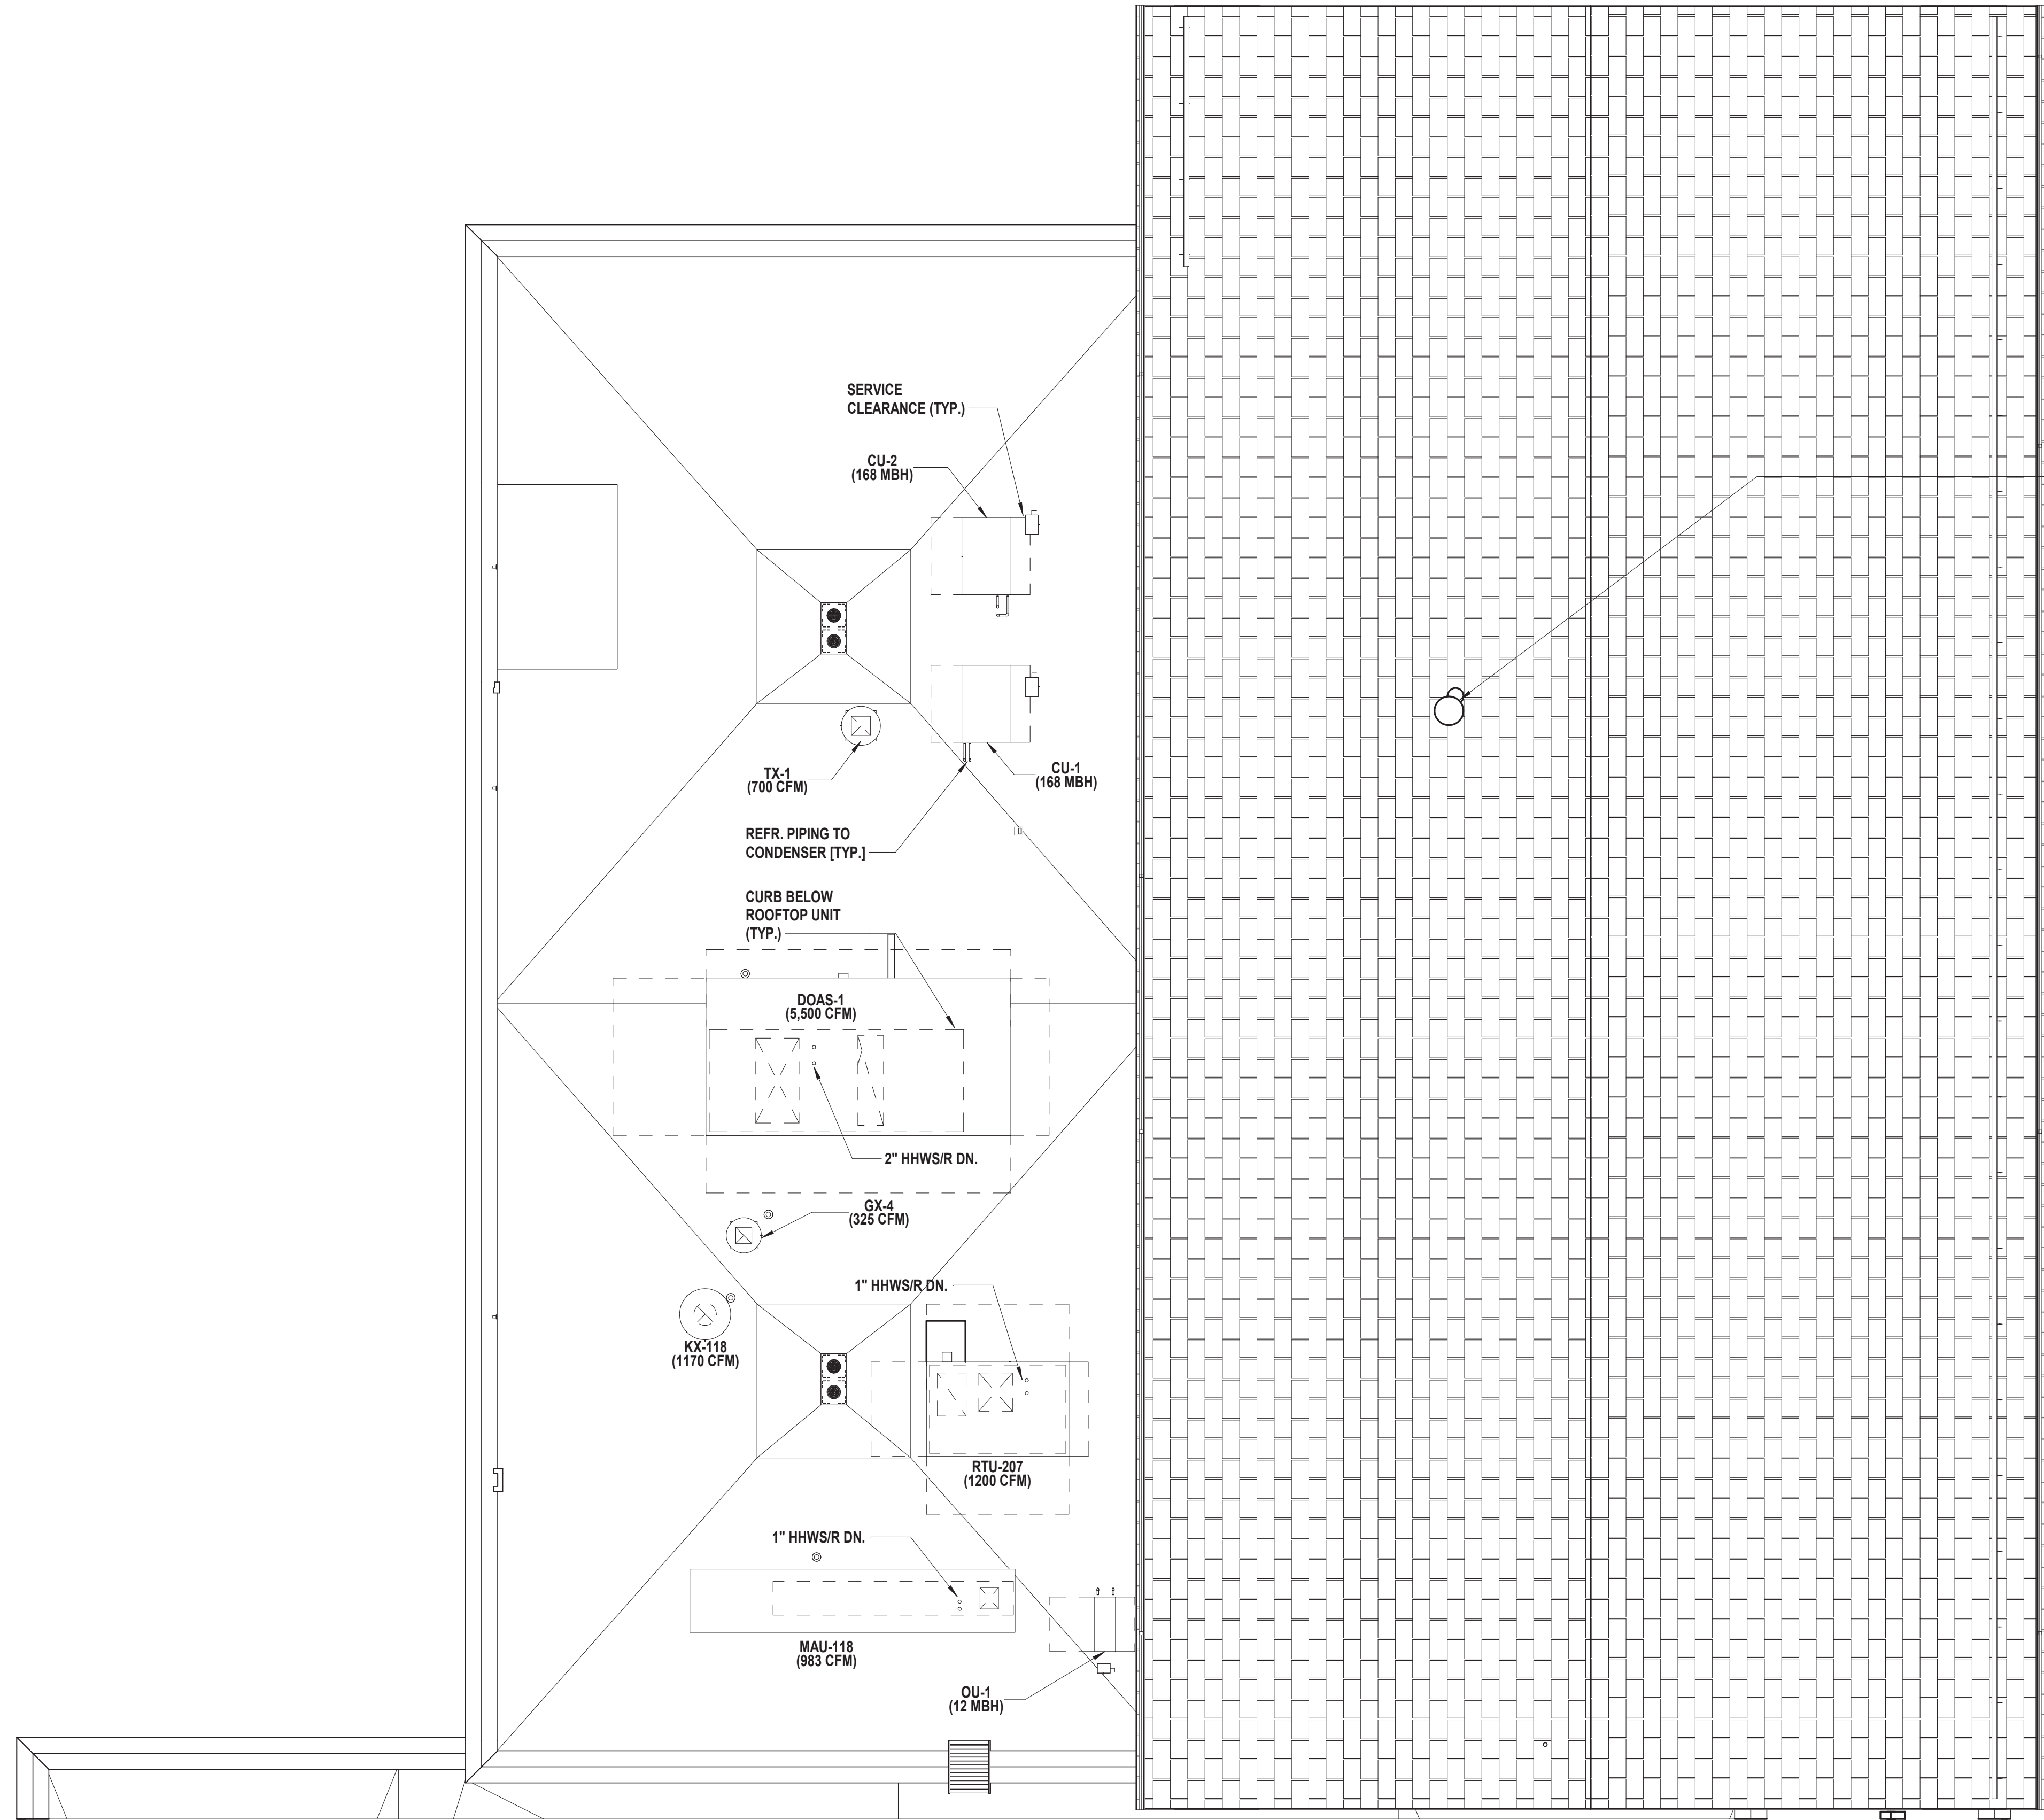 SERVICE
CLEARANCE (TYP.)
CU-2
(168 MBH)
TX-1
(700 CFM)
CU-1
(168 MBH)
REFR. PIPING TO
CONDENSER [TYP.]
CURB BELOW
ROOFTOP UNIT
(TYP.)
DOAS-1
(5,500 CFM)
2" HHWS/R DN.
GX-4
(325 CFM)
1" HHWS/R DN.
KX-118
(1170 CFM)
RTU-207
(1200 CFM)
1" HHWS/R DN.
MAU-118
(983 CFM)
OU-1
(12 MBH)